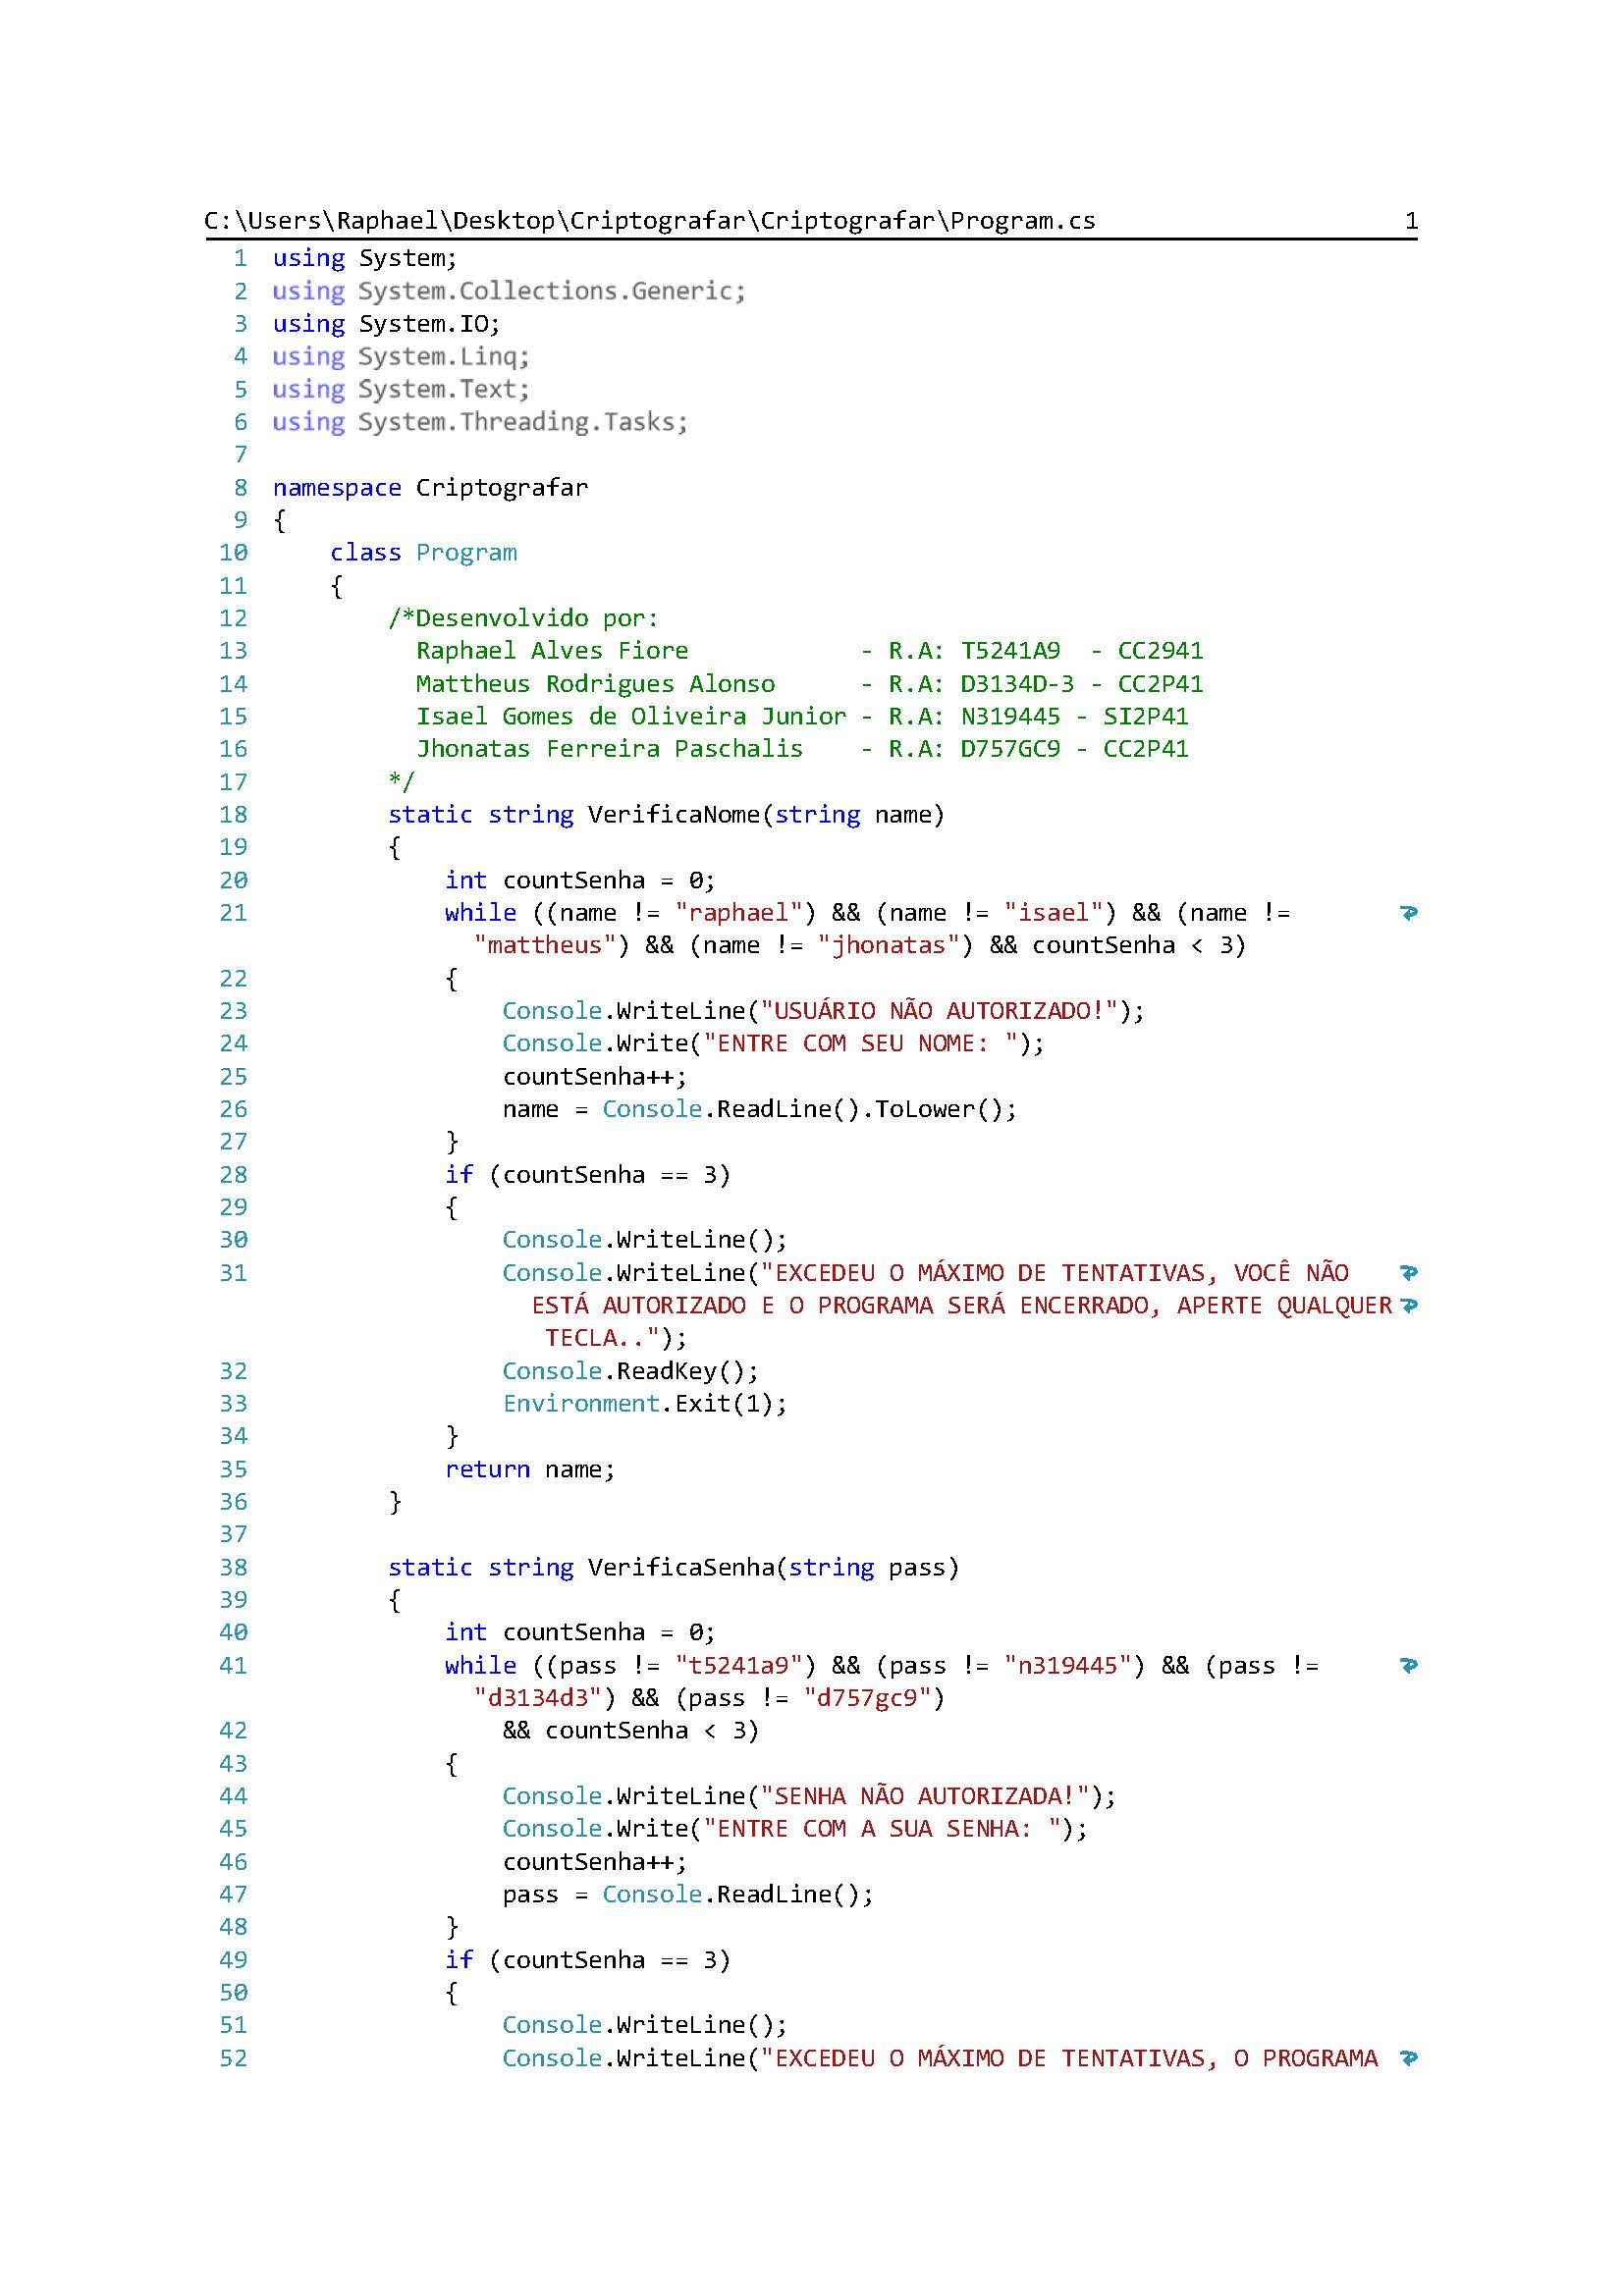 C:\Users\Raphael\Desktop\Criptografar\Criptografar\Program.cs 1
1 using System;
2 using System.Collections.Generic;
3 using System.IO;
4 using System.Linq;
5 using System.Text;
6 using System.Threading.Tasks;
7
8 namespace Criptografar
9 {
10     class Program
11     {
12         /*Desenvolvido por:
13           Raphael Alves Fiore            - R.A: T5241A9  - CC2941
14           Mattheus Rodrigues Alonso      - R.A: D3134D-3 - CC2P41
15           Isael Gomes de Oliveira Junior - R.A: N319445 - SI2P41
16           Jhonatas Ferreira Paschalis    - R.A: D757GC9 - CC2P41
17         */
18         static string VerificaNome(string name)
19         {
20             int countSenha = 0;
21             while ((name != "raphael") && (name != "isael") && (name !=
               "mattheus") && (name != "jhonatas") && countSenha < 3)
22             {
23                 Console.WriteLine("USUÁRIO NÃO AUTORIZADO!");
24                 Console.Write("ENTRE COM SEU NOME: ");
25                 countSenha++;
26                 name = Console.ReadLine().ToLower();
27             }
28             if (countSenha == 3)
29             {
30                 Console.WriteLine();
31                 Console.WriteLine("EXCEDEU O MÁXIMO DE TENTATIVAS, VOCÊ NÃO
                   ESTÁ AUTORIZADO E O PROGRAMA SERÁ ENCERRADO, APERTE QUALQUER
                    TECLA..");
32                 Console.ReadKey();
33                 Environment.Exit(1);
34             }
35             return name;
36         }
37
38         static string VerificaSenha(string pass)
39         {
40             int countSenha = 0;
41             while ((pass != "t5241a9") && (pass != "n319445") && (pass !=
               "d3134d3") && (pass != "d757gc9")
42                 && countSenha < 3)
43             {
44                 Console.WriteLine("SENHA NÃO AUTORIZADA!");
45                 Console.Write("ENTRE COM A SUA SENHA: ");
46                 countSenha++;
47                 pass = Console.ReadLine();
48             }
49             if (countSenha == 3)
50             {
51                 Console.WriteLine();
52                 Console.WriteLine("EXCEDEU O MÁXIMO DE TENTATIVAS, O PROGRAMA